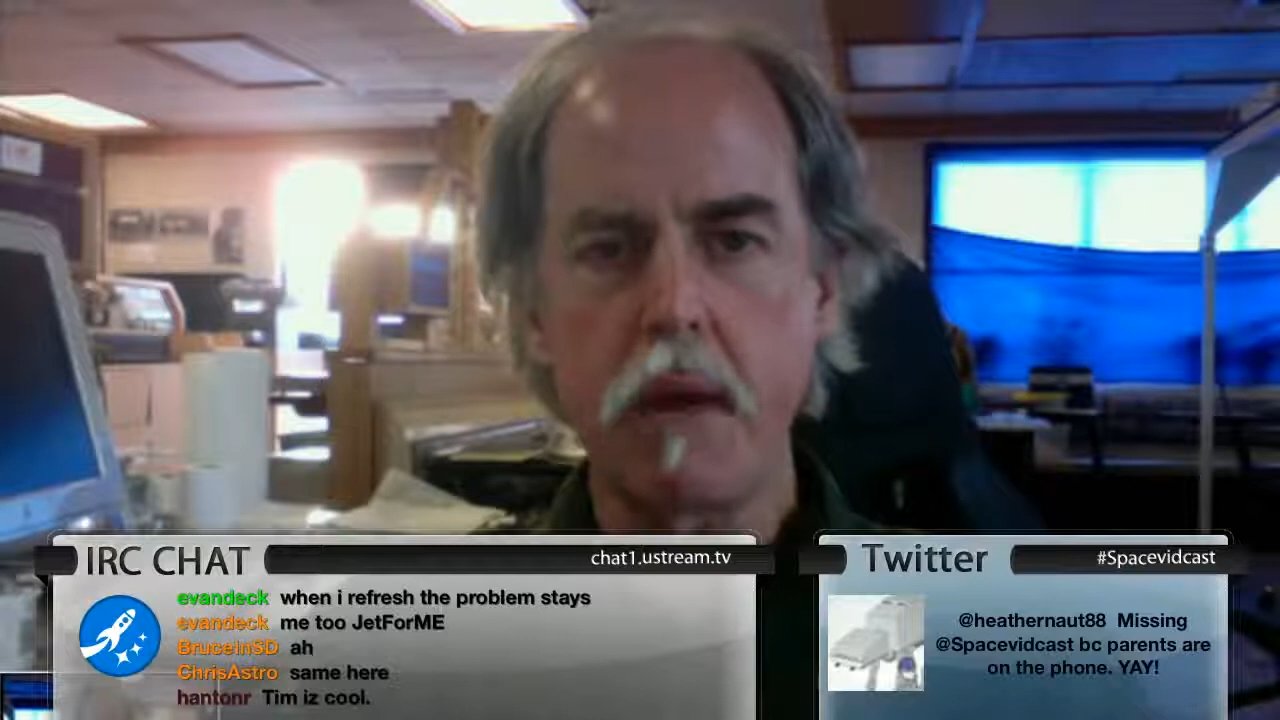 IRC CHAT
chat1.ustream.tv
evandeck when i refresh the problem stays
evandeck me too JetForME
BruceInSD ah
ChrisAstro same here
hantonr Tim iz cool.
Twitter
#Spacevidcast
@heathernaut88 Missing
@Spacevidcast bc parents are
on the phone. YAY!